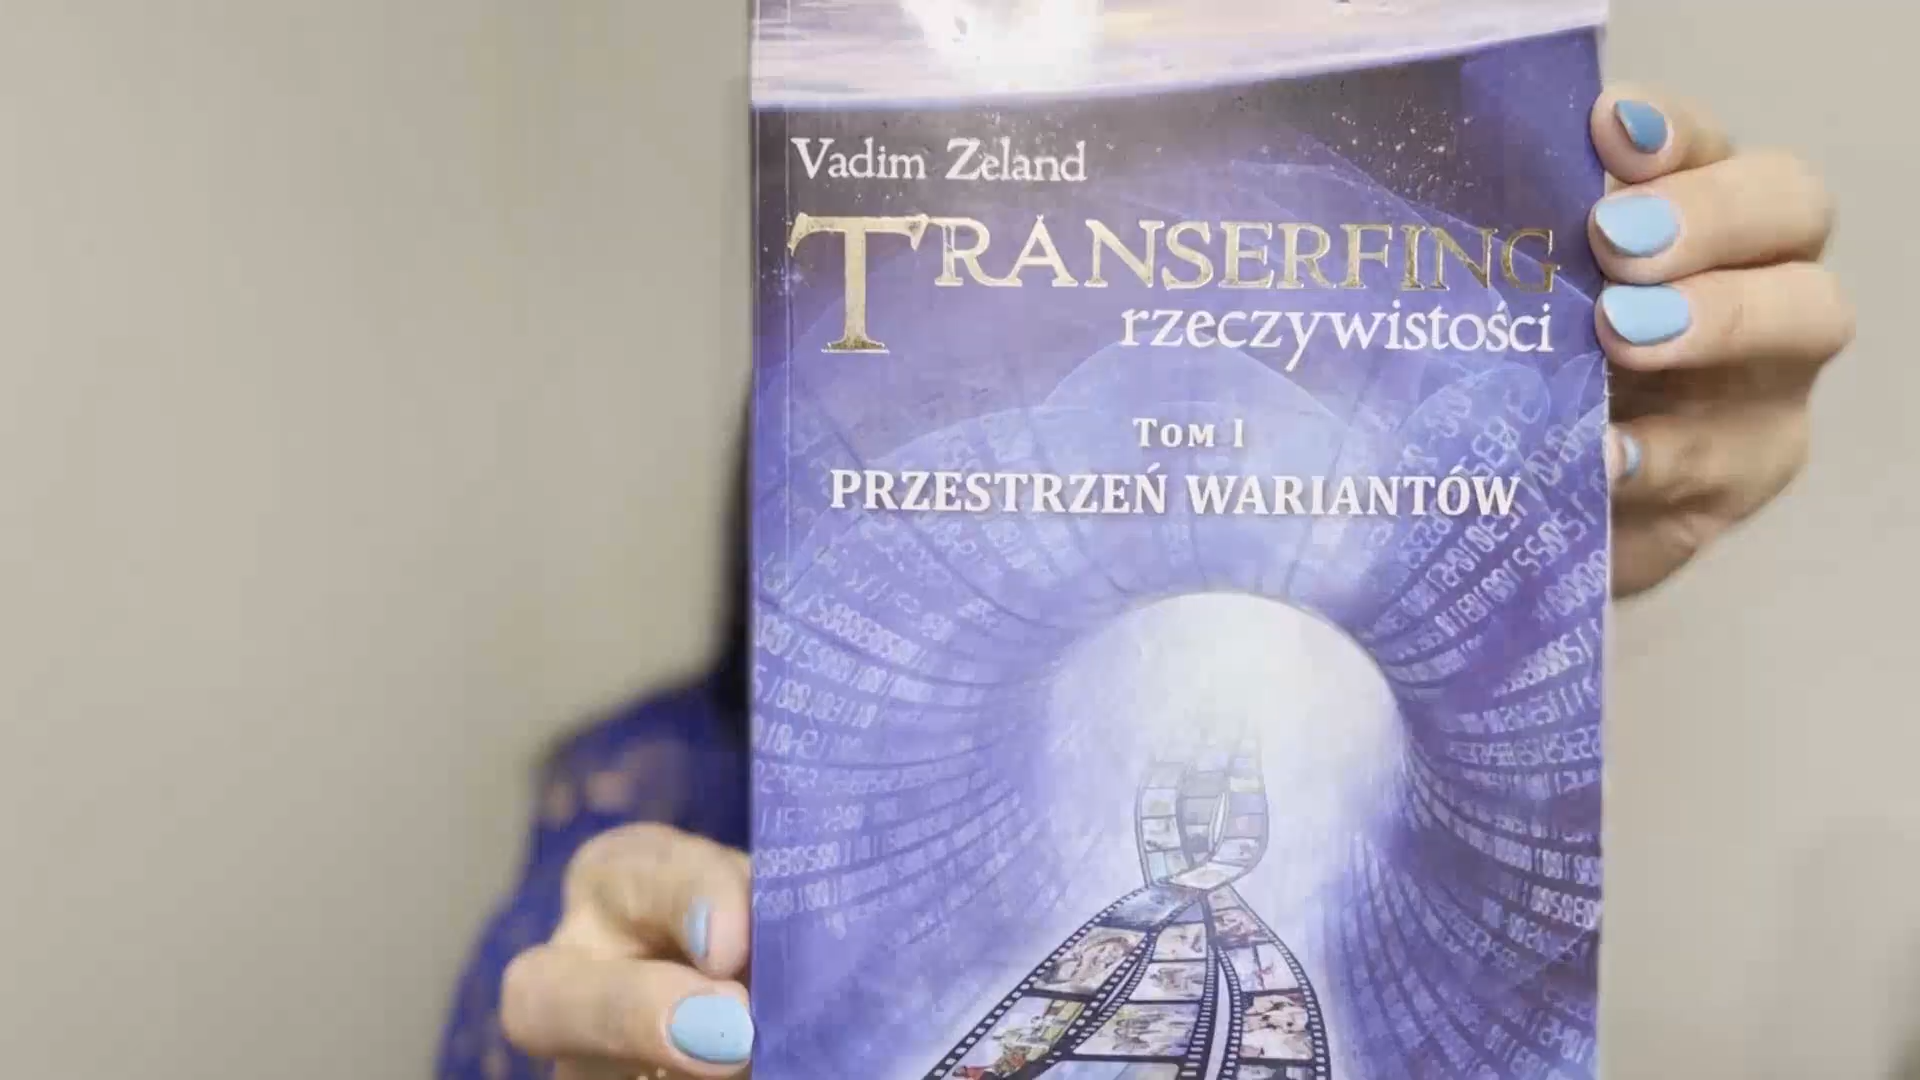 Vadim Zeland
TRANSERFING
rzeczywistości
Tom I
PRZESTRZEŃ WARIANTÓW